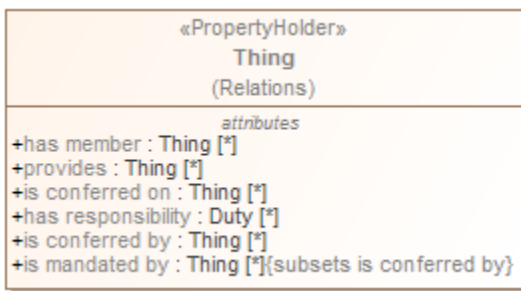 «PropertyHolder»
Thing
(Relations)
attributes
+has member : Thing [*]
+provides : Thing [*]
+is conferred on : Thing [*]
+has responsibility : Duty [*]
+is conferred by : Thing [*]
+is mandated by : Thing [*]{subsets is conferred by}